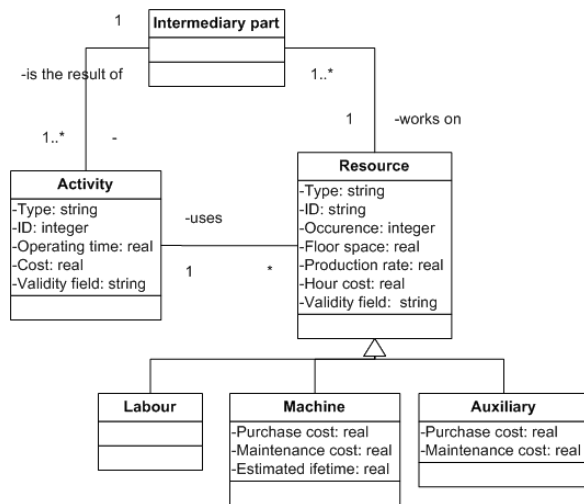 1
Intermediary part
-is the result of
1..*
1
-works on
1..*
-
Activity
-Type: string
-ID: integer
-Operating time: real
-Cost: real
-Validity field: string
-uses
1
*
Resource
-Type: string
-ID: string
-Occurence: integer
-Floor space: real
-Production rate: real
-Hour cost: real
-Validity field: string
Labour
Machine
-Purchase cost: real
-Maintenance cost: real
-Estimated ifetime: real
Auxiliary
-Purchase cost: real
-Maintenance cost: real